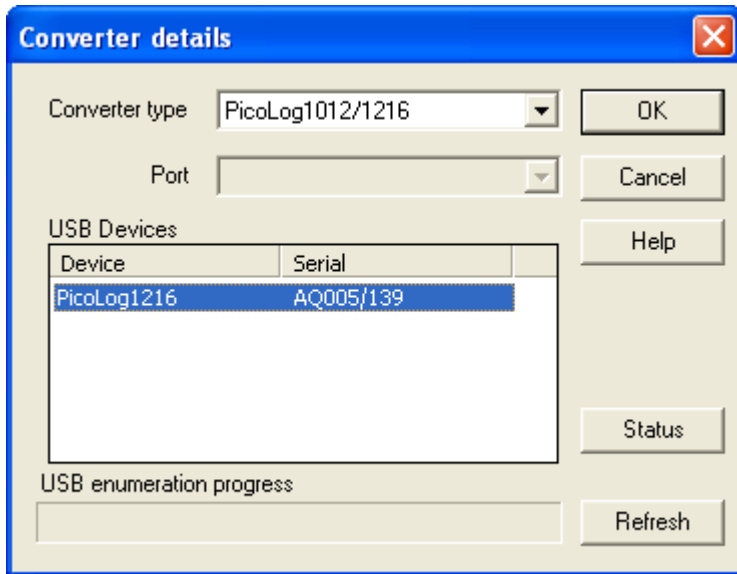 Converter details
Converter type PicoLog1012/1216 OK
Port Cancel
USB Devices
Help
Device Serial
PicoLog1216 AQ005/139
Status
USB enumeration progress
Refresh